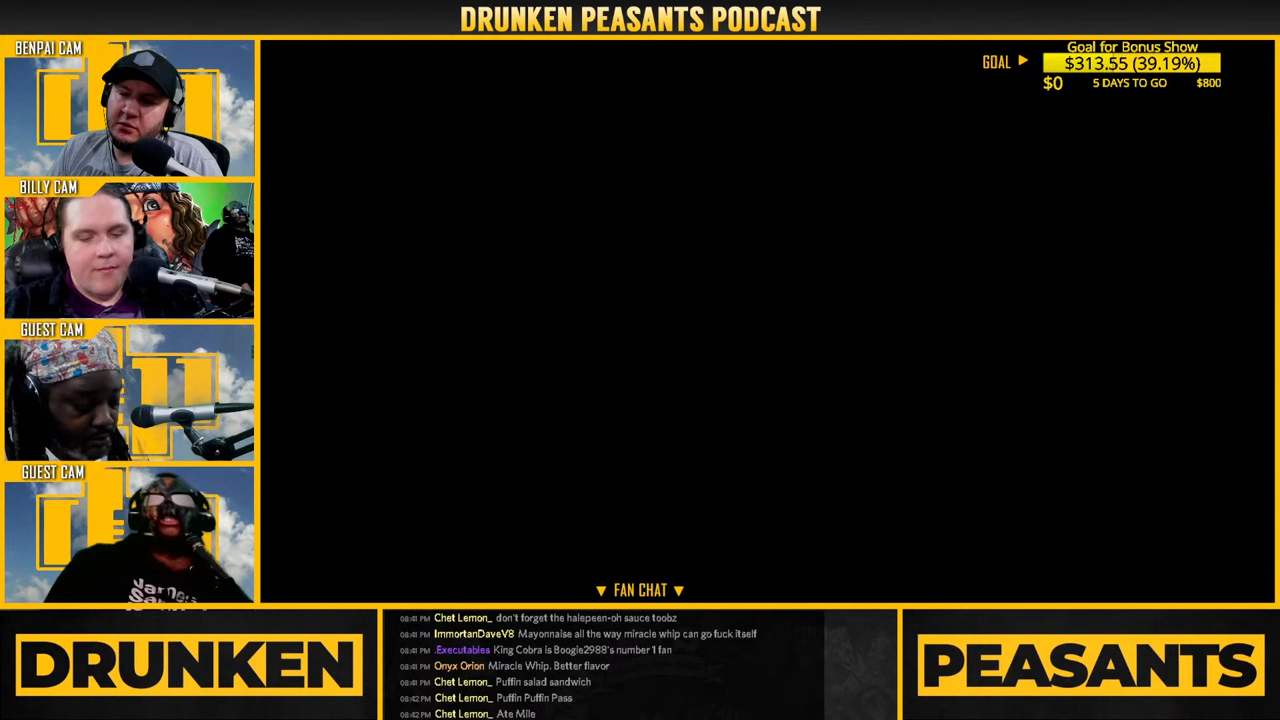 DRUNKEN PEASANTS PODCAST
BENPAI CAM
BILLY CAM
GUEST CAM
GUEST CAM
GOAL ▶
Goal for Bonus Show
$313.55 (39.19%)
$0 5 DAYS TO GO $800
▼ FAN CHAT ▼
08:41 PM Chet Lemon_ don't forget the halepeen-oh sauce toobz
08:41 PM ImmortanDaveV8 Mayonnaise all the way miracle whip can go fuck itself
08:41 PM .Executables King Cobra is Boogie2988's number 1 fan
08:41 PM Onyx Orion Miracle Whip. Better flavor
08:41 PM Chet Lemon_ Puffin salad sandwich
08:42 PM Chet Lemon_ Puffin Puffin Pass
08:42 PM Chet Lemon_ Ate Mile
DRUNKEN
PEASANTS